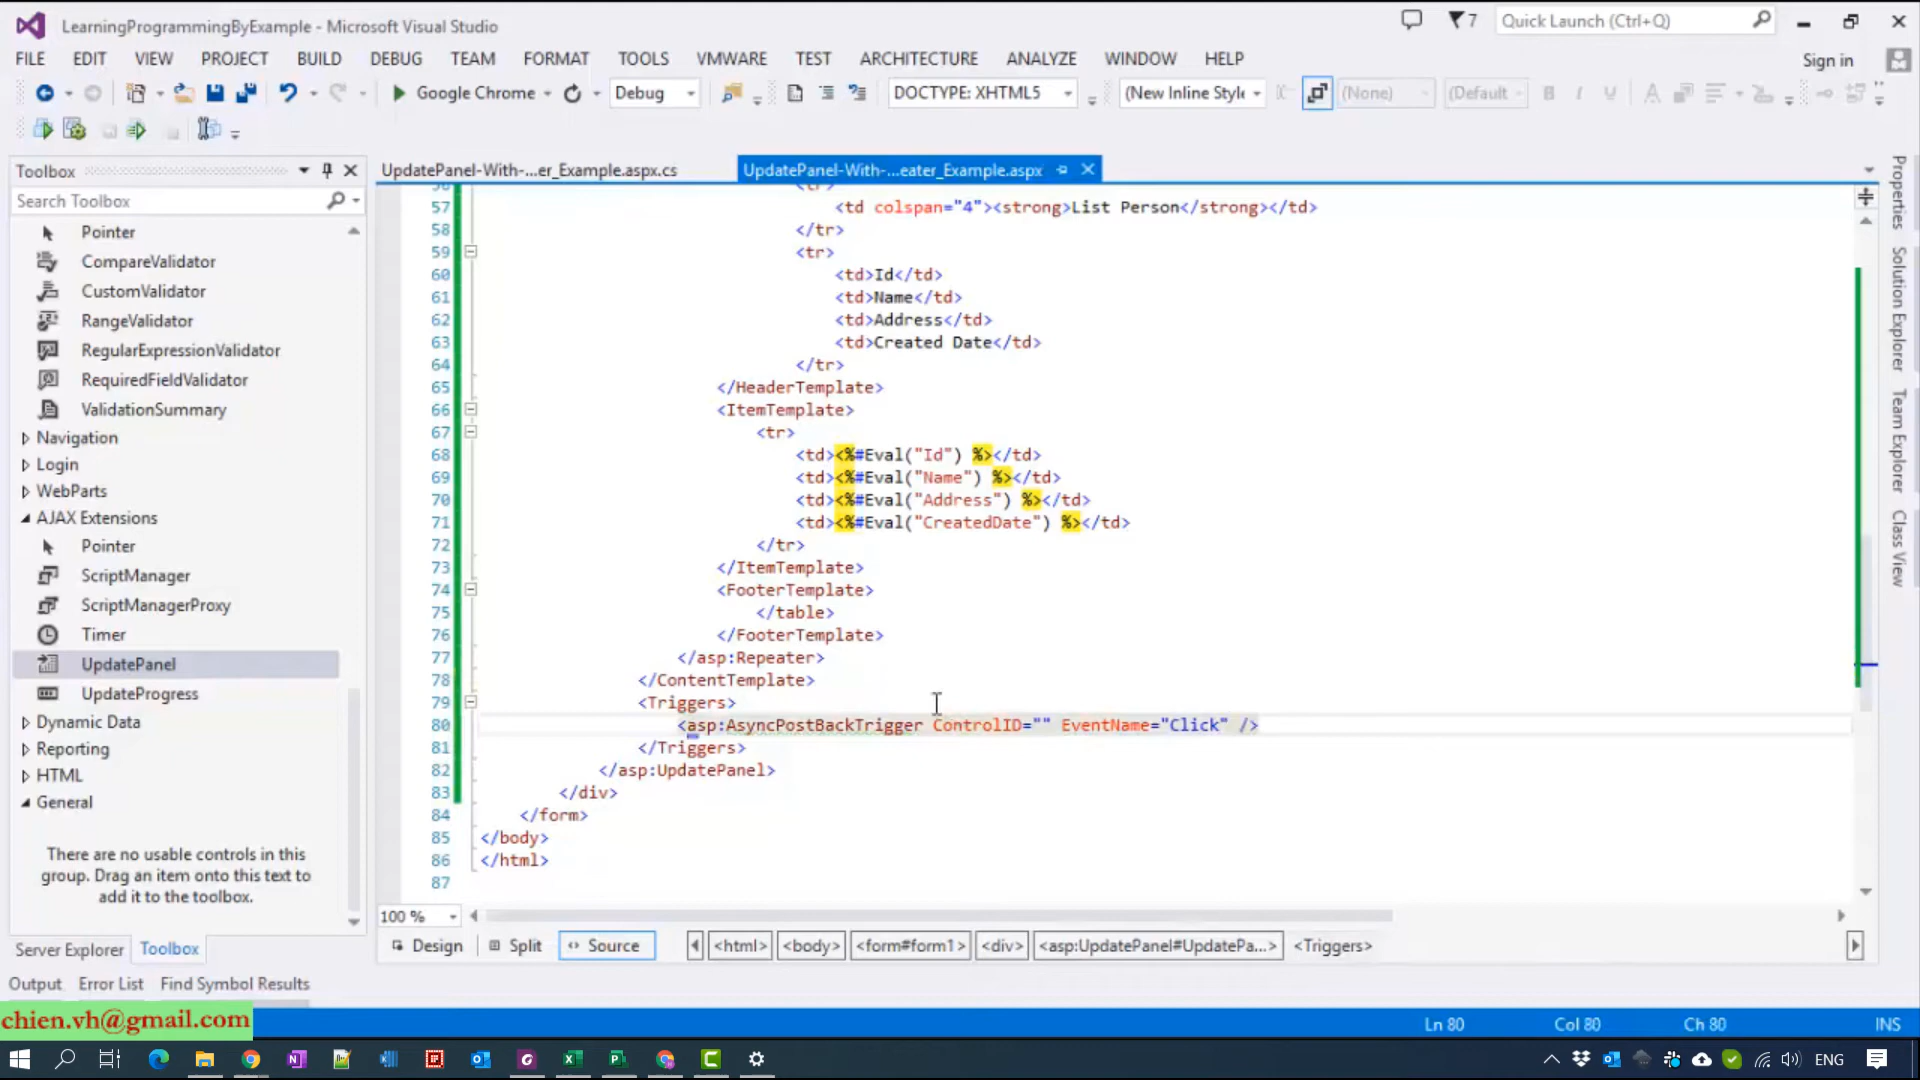 LearningProgrammingByExample - Microsoft Visual Studio
7
Quick Launch (Ctrl+Q)
FILE EDIT VIEW PROJECT BUILD DEBUG TEAM FORMAT TOOLS VMWARE TEST ARCHITECTURE ANALYZE WINDOW HELP
Sign in
Google Chrome
Debug
DOCTYPE: XHTML5
(New Inline Style
(None)
(Default
B I U A
Toolbox
UpdatePanel-With-...er_Example.aspx.cs
UpdatePanel-With-...eater_Example.aspx
Search Toolbox
Pointer
CompareValidator
CustomValidator
RangeValidator
RegularExpressionValidator
RequiredFieldValidator
ValidationSummary
Navigation
Login
WebParts
AJAX Extensions
Pointer
ScriptManager
ScriptManagerProxy
Timer
UpdatePanel
UpdateProgress
Dynamic Data
Reporting
HTML
General
There are no usable controls in this
group. Drag an item onto this text to
add it to the toolbox.
Server Explorer Toolbox
56 <tr>
57 <td colspan="4"><strong>List Person</strong></td>
58 </tr>
59 <tr>
60 <td>Id</td>
61 <td>Name</td>
62 <td>Address</td>
63 <td>Created Date</td>
64 </tr>
65 </HeaderTemplate>
66 <ItemTemplate>
67 <tr>
68 <td><%#Eval("Id") %></td>
69 <td><%#Eval("Name") %></td>
70 <td><%#Eval("Address") %></td>
71 <td><%#Eval("CreatedDate") %></td>
72 </tr>
73 </ItemTemplate>
74 <FooterTemplate>
75 </table>
76 </FooterTemplate>
77 </asp:Repeater>
78 </ContentTemplate>
79 <Triggers>
80 <asp:AsyncPostBackTrigger ControlID="" EventName="Click" />
81 </Triggers>
82 </asp:UpdatePanel>
83 </div>
84 </form>
85 </body>
86 </html>
87
100 %
Design Split Source
<html> <body> <form#form1> <div> <asp:UpdatePanel#UpdatePa...> <Triggers>
Properties
Solution Explorer
Team Explorer
Class View
Output Error List Find Symbol Results
chien.vh@gmail.com
Ln 80 Col 80 Ch 80 INS
ENG